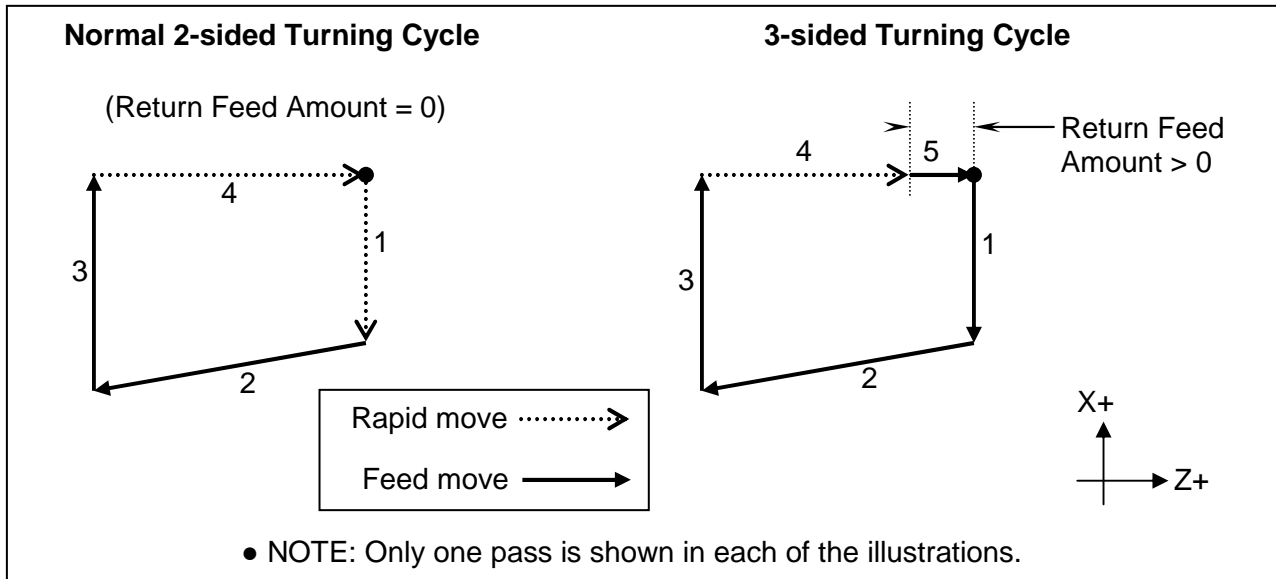 Normal 2-sided Turning Cycle
(Return Feed Amount = 0)
4
1
3
2
3-sided Turning Cycle
Return Feed
Amount > 0
4
5
1
3
2
Rapid move
Feed move
X+
Z+
● NOTE: Only one pass is shown in each of the illustrations.